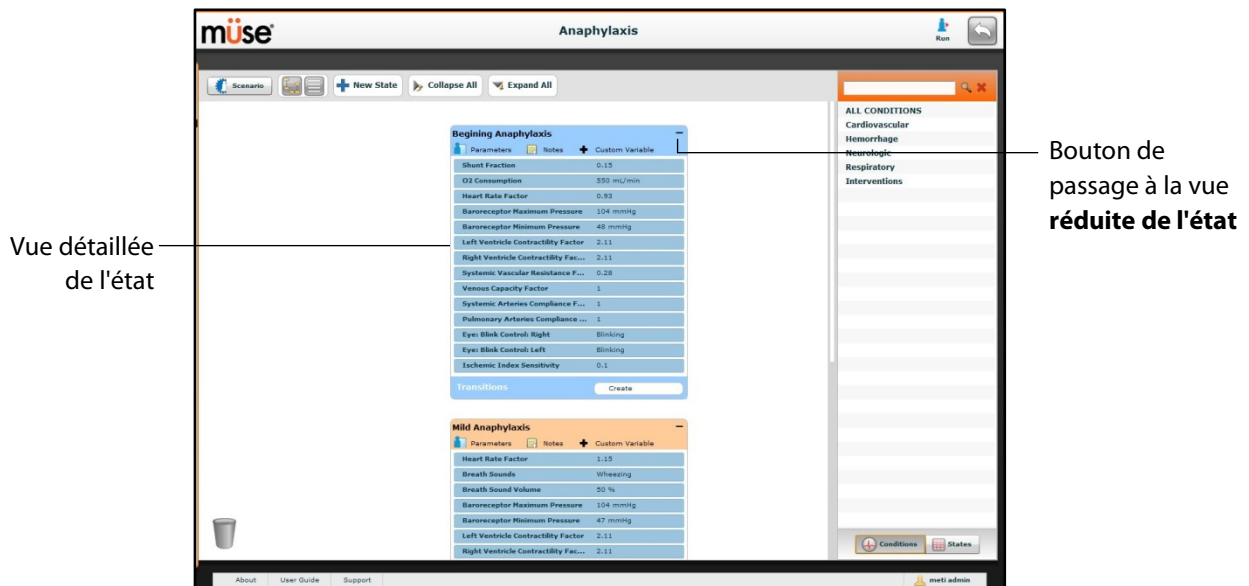 müse
Anaphylaxis
Run
Scenario
New State
Collapse All
Expand All
ALL CONDITIONS
Cardiovascular
Hemorrhage
Neurologic
Respiratory
Interventions
Begining Anaphylaxis
Parameters Notes Custom Variable
Shunt Fraction 0.15
O2 Consumption 550 mL/min
Heart Rate Factor 0.93
Baroreceptor Maximum Pressure 104 mmHg
Baroreceptor Minimum Pressure 48 mmHg
Left Ventricle Contractility Factor 2.11
Right Ventricle Contractility Fac... 2.11
Systemic Vascular Resistance F... 0.28
Venous Capacity Factor 1
Systemic Arteries Compliance F... 1
Pulmonary Arteries Compliance ... 1
Eye: Blink Control: Right Blinking
Eye: Blink Control: Left Blinking
Ischemic Index Sensitivity 0.1
Transitions Create
Mild Anaphylaxis
Parameters Notes Custom Variable
Heart Rate Factor 1.15
Breath Sounds Wheezing
Breath Sound Volume 50 %
Baroreceptor Maximum Pressure 104 mmHg
Baroreceptor Minimum Pressure 47 mmHg
Left Ventricle Contractility Factor 2.11
Right Ventricle Contractility Fac... 2.11
Conditions States
About User Guide Support
meti admin
Vue détaillée
de l'état
Bouton de
passage à la vue
réduite de l'état